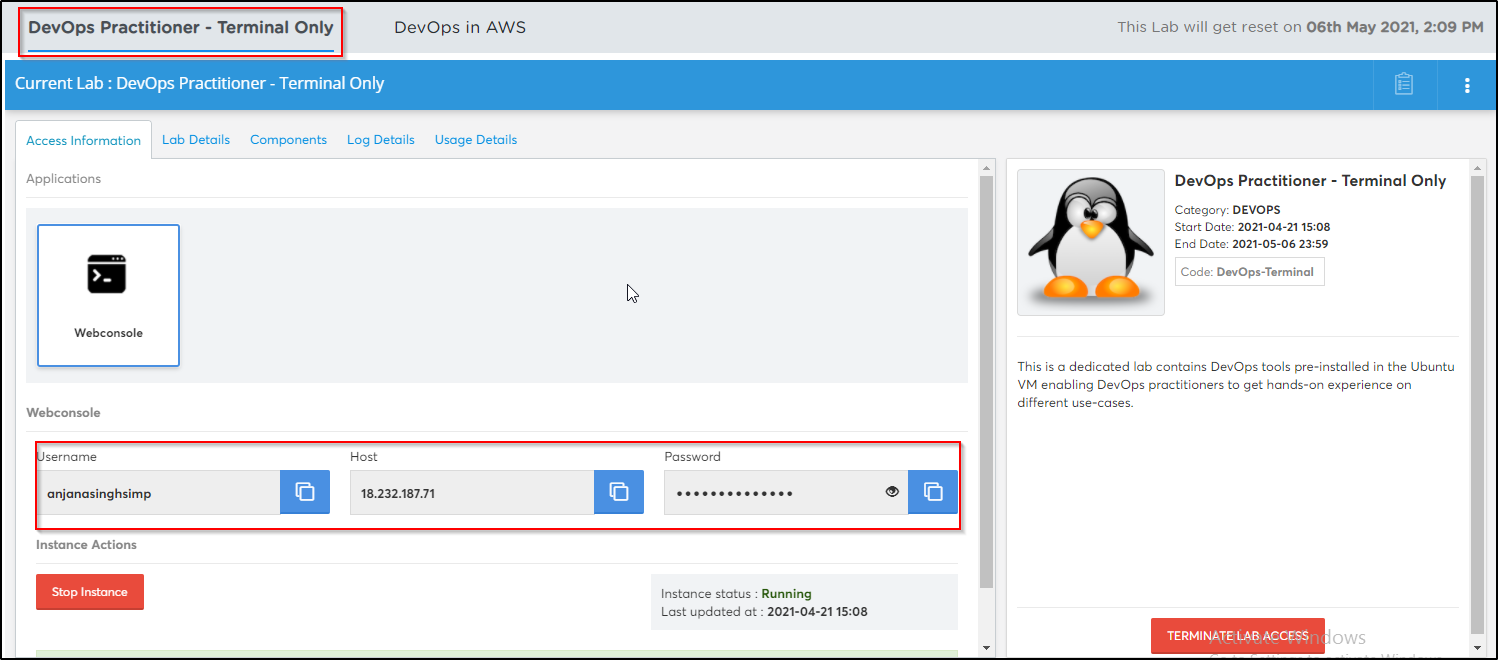 DevOps Practitioner - Terminal Only
DevOps in AWS
This Lab will get reset on 06th May 2021, 2:09 PM
Current Lab : DevOps Practitioner - Terminal Only
Access Information
Lab Details
Components
Log Details
Usage Details
Applications
Webconsole
Webconsole
Username
Host
Password
anjanasinghsimp
18.232.187.71
••••••••••••••
Instance Actions
Stop Instance
Instance status : Running
Last updated at : 2021-04-21 15:08
DevOps Practitioner - Terminal Only
Category: DEVOPS
Start Date: 2021-04-21 15:08
End Date: 2021-05-06 23:59
Code: DevOps-Terminal
This is a dedicated lab contains DevOps tools pre-installed in the Ubuntu
VM enabling DevOps practitioners to get hands-on experience on
different use-cases.
TERMINATE LAB ACCESS
Activate Windows